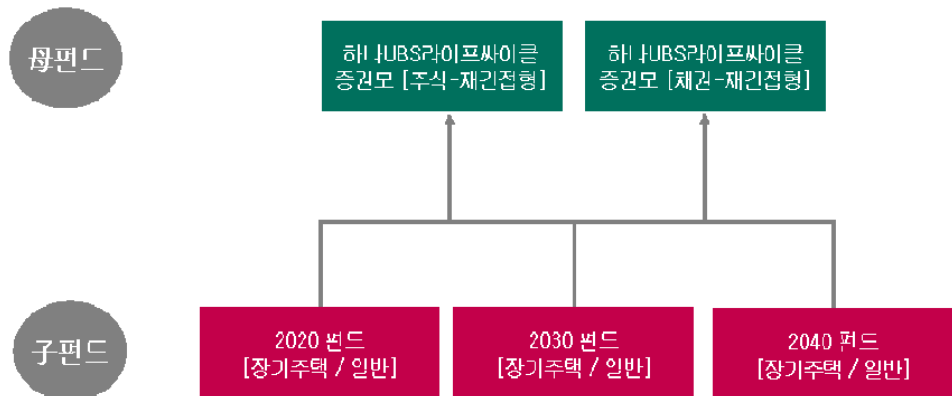 母펀드
하나UBS라이프싸이클
증권모 [주식-재간접형]
하나UBS라이프싸이클
증권모 [채권-재간접형]
子펀드
2020 펀드
[장기주택 / 일반]
2030 펀드
[장기주택 / 일반]
2040 펀드
[장기주택 / 일반]